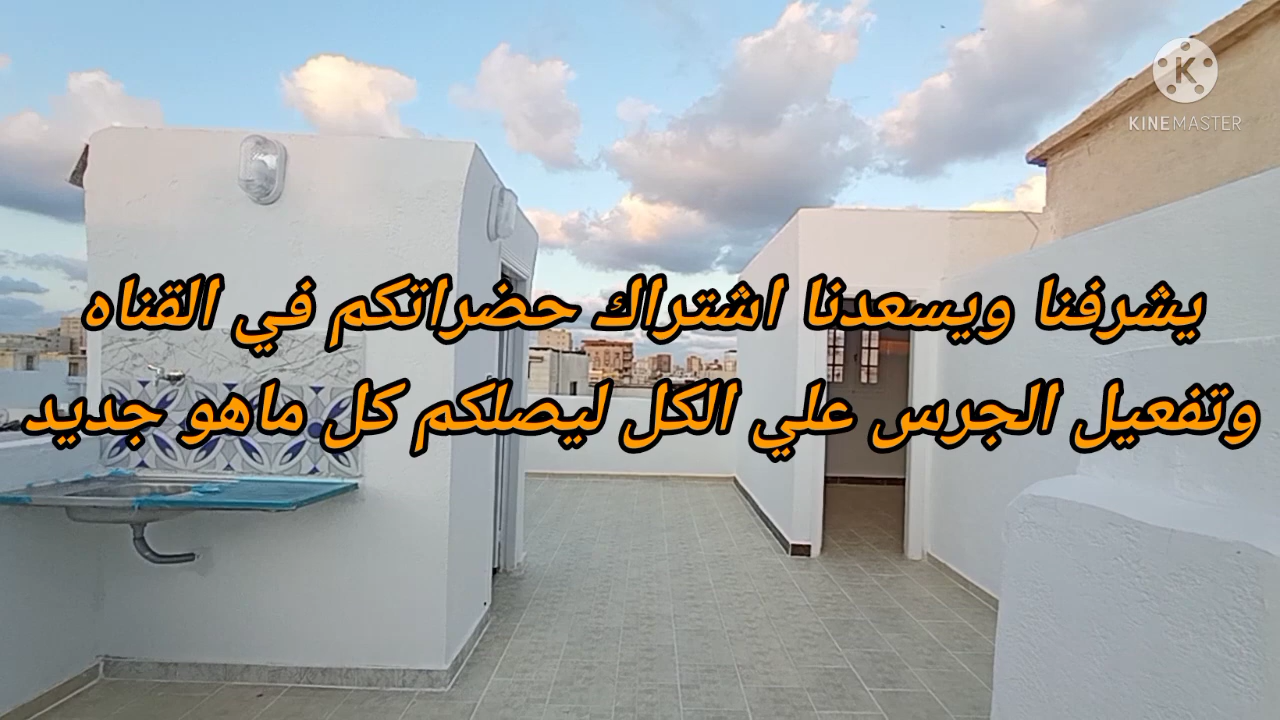 KINEMASTER
يشرفنا ويسعدنا اشتراك حضراتكم في القناه
وتفعيل الجرس علي الكل ليصلكم كل ماهو جديد